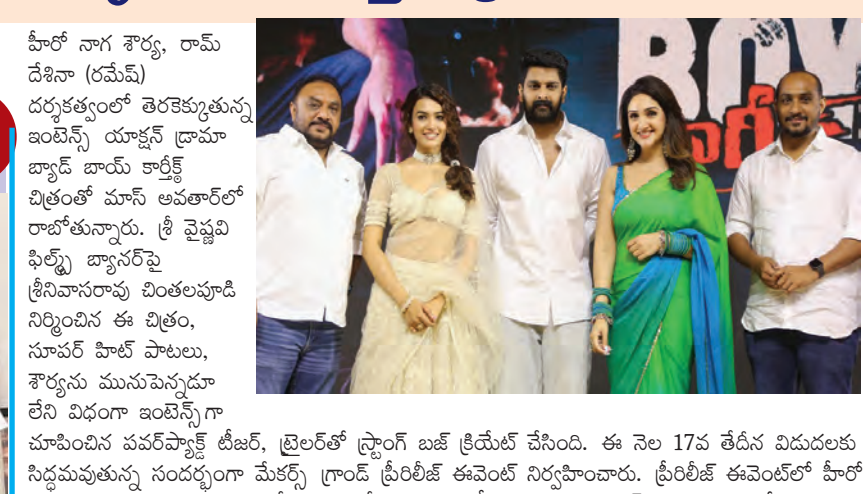 హీరో నాగ శౌర్య, రామ్
దేశినా (రమేష్)
దర్శకత్వంలో తెరకెక్కుతున్న
ఇంటెన్స్ యాక్షన్ డ్రామా
బ్యాడ్ బాయ్ కార్తీక్
చిత్రంతో మాస్ అవతార్‌లో
రాబోతున్నారు. శ్రీ వైష్ణవి
ఫిల్మ్స్ బ్యానర్‌పై
శ్రీనివాసరావు చింతలపూడి
నిర్మించిన ఈ చిత్రం,
సూపర్ హిట్ పాటలు,
శౌర్యను మునుపెన్నడూ
లేని విధంగా ఇంటెన్స్ గా
చూపించిన పవర్‌ప్యాక్డ్ టీజర్, ట్రైలర్‌తో స్ట్రాంగ్ బజ్ క్రియేట్ చేసింది. ఈ నెల 17వ తేదీన విడుదలకు
సిద్ధమవుతున్న సందర్భంగా మేకర్స్ గ్రాండ్ ప్రీరిలీజ్ ఈవెంట్ నిర్వహించారు. ప్రీరిలీజ్ ఈవెంట్‌లో హీరో
BOY